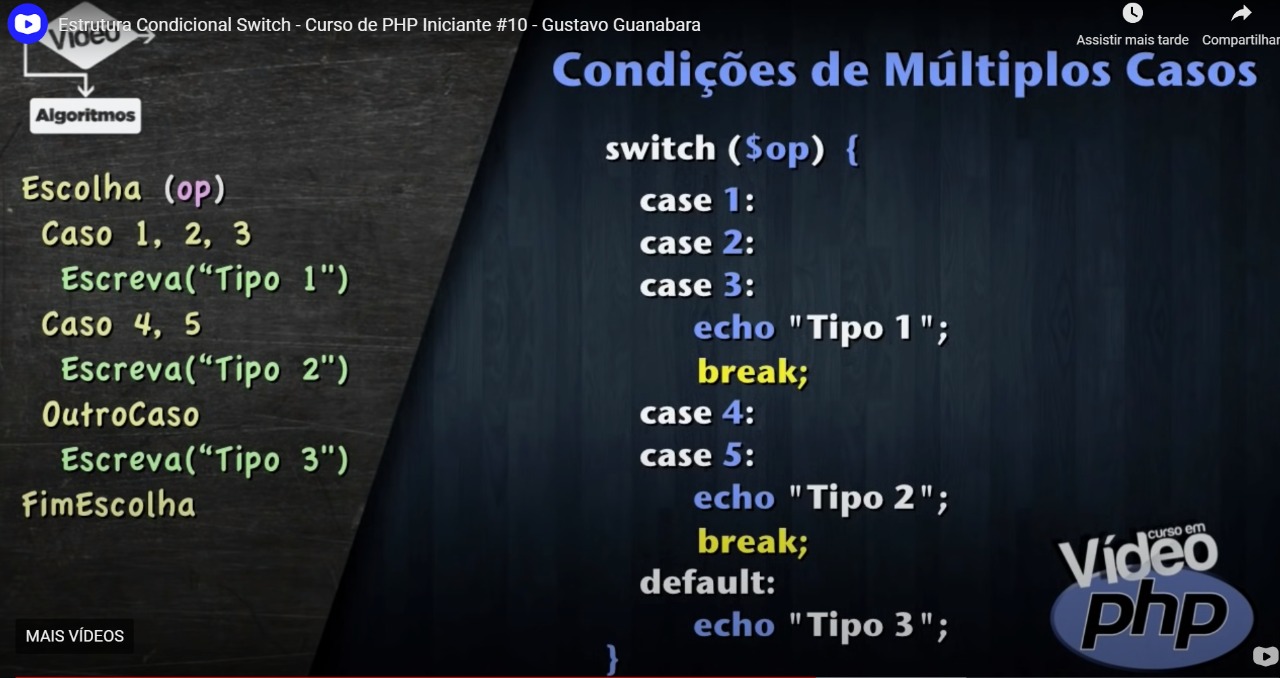 Estrutura Condicional Switch - Curso de PHP Iniciante #10 - Gustavo Guanabara
Assistir mais tarde
Compartilhar
Vídeo
Algoritmos
Condições de Múltiplos Casos
Escolha (op)
Caso 1, 2, 3
Escreva(“Tipo 1")
Caso 4, 5
Escreva(“Tipo 2")
OutroCaso
Escreva(“Tipo 3")
FimEscolha
switch ($op) {
case 1:
case 2:
case 3:
echo "Tipo 1";
break;
case 4:
case 5:
echo "Tipo 2";
break;
default:
echo "Tipo 3";
}
curso em
Vídeo
php
MAIS VÍDEOS